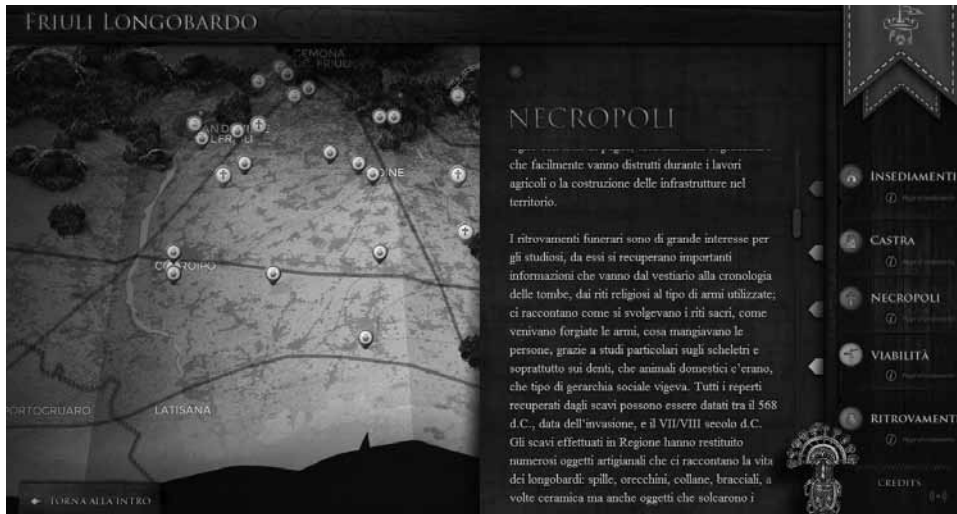 FRIULI LONGOBARDO
GEMONA
DEL FRIULI
UDINE
CODROIPO
PORTOGRUARO
LATISANA
TORNA ALLA INTRO
NECROPOLI
che facilmente vanno distrutti durante i lavori
agricoli o la costruzione delle infrastrutture nel
territorio.
I ritrovamenti funerari sono di grande interesse per
gli studiosi, da essi si recuperano importanti
informazioni che vanno dal vestiario alla cronologia
delle tombe, dai riti religiosi al tipo di armi utilizzate;
ci raccontano come si svolgevano i riti sacri, come
venivano forgiate le armi, cosa mangiavano le
persone, grazie a studi particolari sugli scheletri e
soprattutto sui denti, che animali domestici c'erano,
che tipo di gerarchia sociale vigeva. Tutti i reperti
recuperati dagli scavi possono essere datati tra il 568
d.C., data dell'invasione, e il VII/VIII secolo d.C.
Gli scavi effettuati in Regione hanno restituito
numerosi oggetti artigianali che ci raccontano la vita
dei longobardi: spille, orecchini, collane, bracciali, a
volte ceramica ma anche oggetti che solcarono i
INSEDIAMENTI
CASTRA
NECROPOLI
VIABILITÀ
RITROVAMENTI
CREDITS